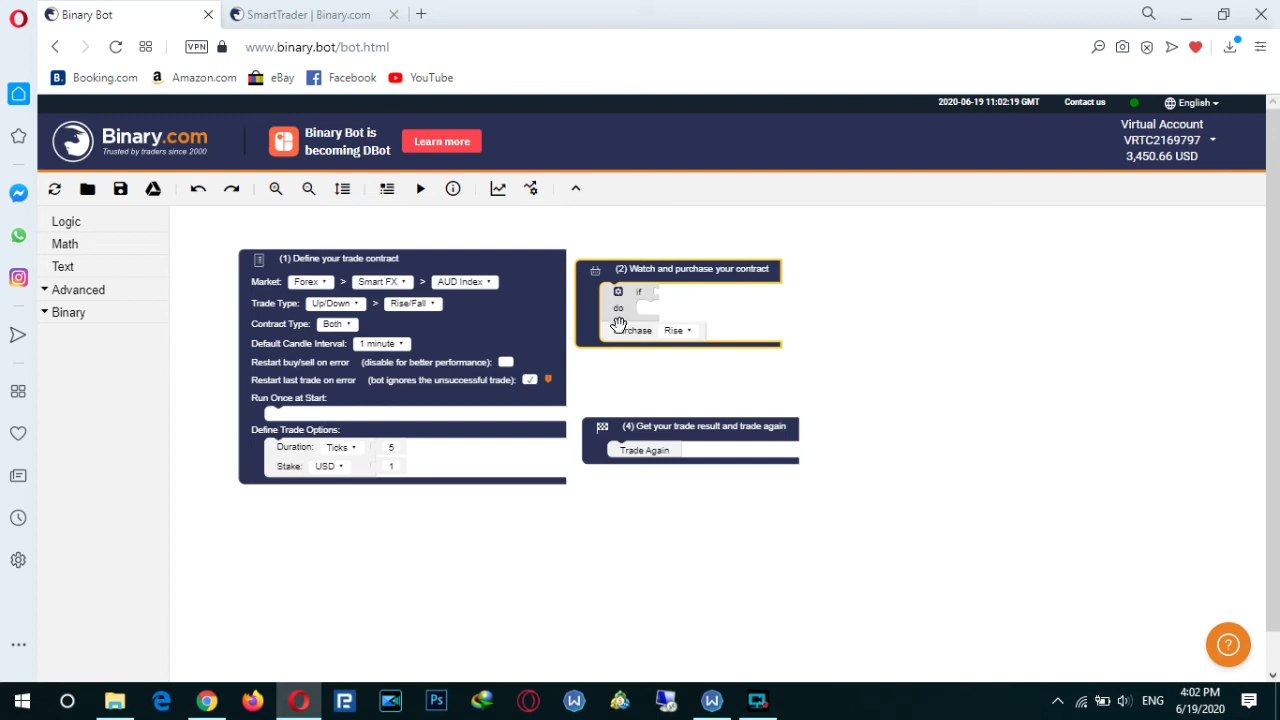 Binary Bot
SmartTrader | Binary.com
VPN
www.binary.bot/bot.html
B. Booking.com
a Amazon.com
eBay
Facebook
YouTube
2020-06-19 11:02:19 GMT
Contact us
English
Binary.com
Trusted by traders since 2000
Binary Bot is
becoming DBot
Learn more
Virtual Account
VRTC2169797
3,450.66 USD
Logic
Math
Text
Advanced
Binary
(1) Define your trade contract
Market: Forex > Smart FX > AUD Index
Trade Type: Up/Down > Rise/Fall
Contract Type: Both
Default Candle Interval: 1 minute
Restart buy/sell on error (disable for better performance):
Restart last trade on error (bot ignores the unsuccessful trade):
Run Once at Start:
Define Trade Options:
Duration: Ticks 5
Stake: USD 1
(2) Watch and purchase your contract
if
do
Rise
(4) Get your trade result and trade again
Trade Again
ENG
4:02 PM
6/19/2020